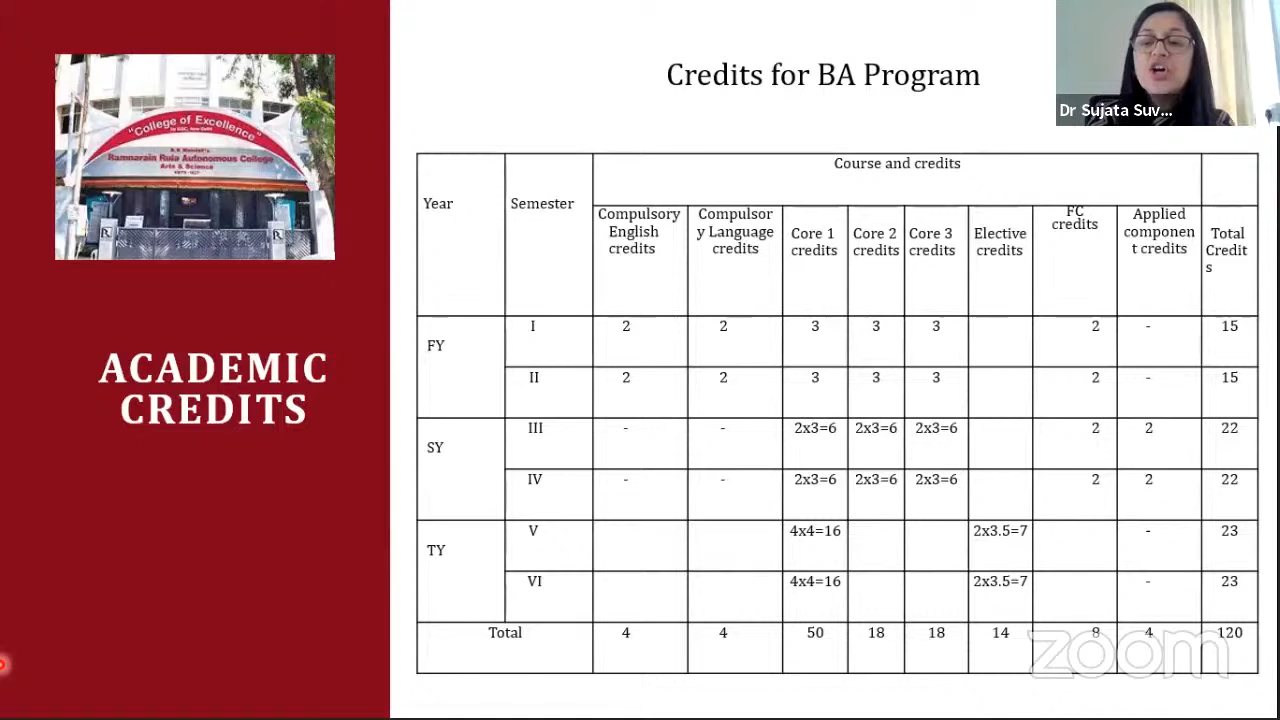 "College of Excellence"
Ramnarain Ruia Autonomous College
Arts & Science
ACADEMIC
CREDITS
Credits for BA Program
Dr Sujata Suv...
Year
Semester
Course and credits
Compulsory
English
credits
Compulsor
y Language
credits
Core 1
credits
Core 2
credits
Core 3
credits
Elective
credits
FC
credits
Applied
componen
t credits
Total
Credit
s
FY
I 2 2 3 3 3 2 - 15
II 2 2 3 3 3 2 - 15
SY
III - - 2x3=6 2x3=6 2x3=6 2 2 22
IV - - 2x3=6 2x3=6 2x3=6 2 2 22
TY
V 4x4=16 2x3.5=7 - 23
VI 4x4=16 2x3.5=7 - 23
Total 4 4 50 18 18 14 8 4 120
zoom